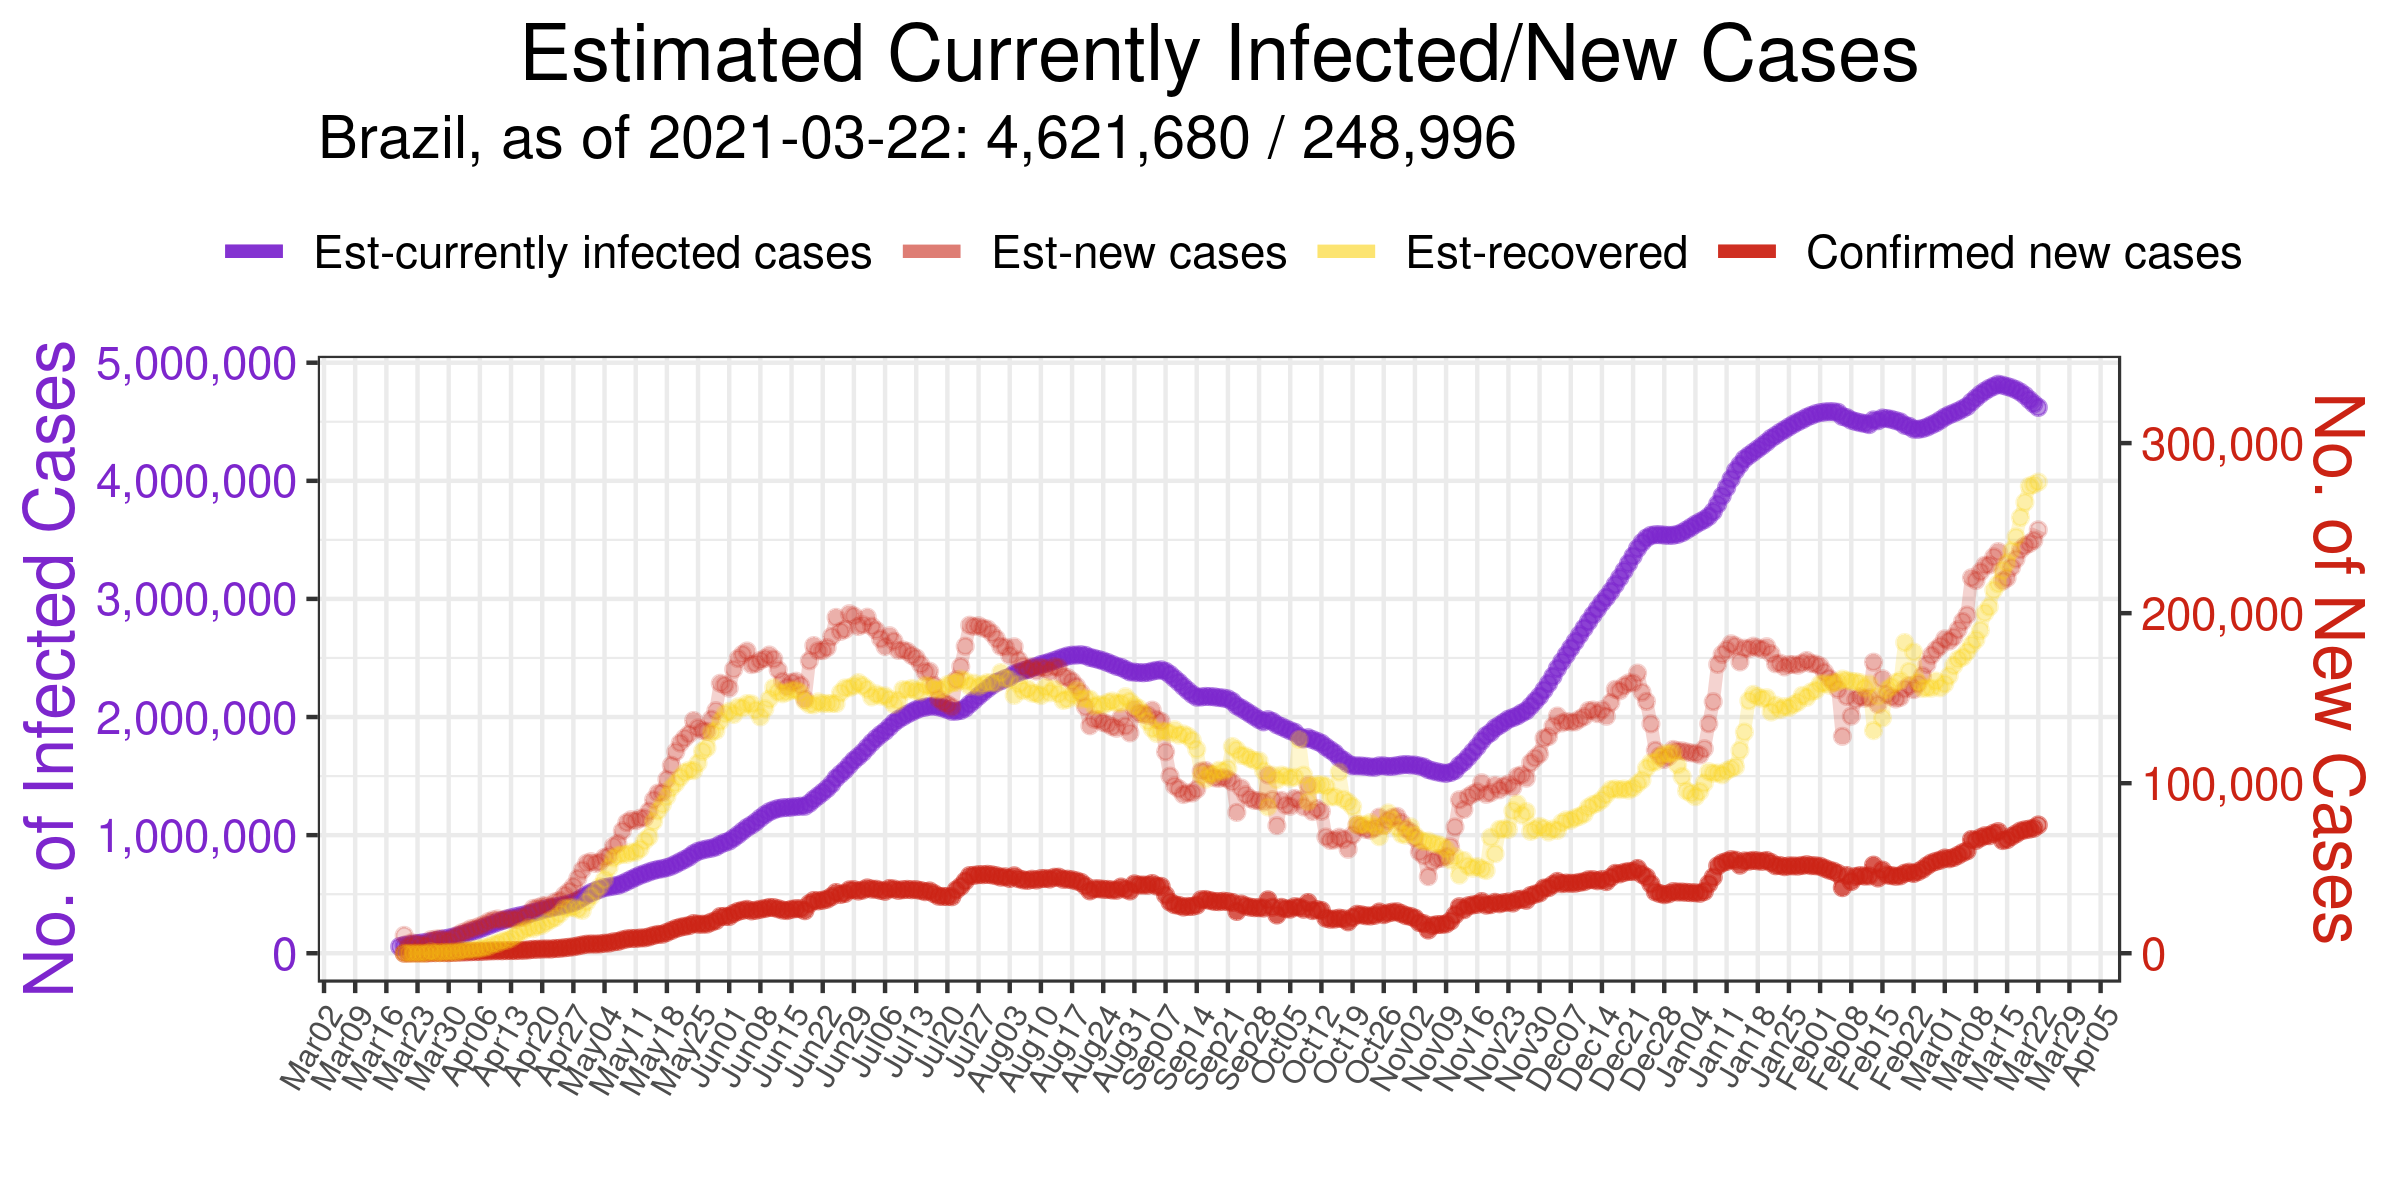 Estimated Currently Infected/New Cases
Brazil, as of 2021-03-22: 4,621,680 / 248,996
Est-currently infected cases Est-new cases Est-recovered Confirmed new cases
No. of Infected Cases
5,000,000
4,000,000
3,000,000
2,000,000
1,000,000
0
300,000
200,000
100,000
0
No. of New Cases
Mar02 Mar09 Mar16 Mar23 Mar30 Apr06 Apr13 Apr20 Apr27 May04 May11 May18 May25 Jun01 Jun08 Jun15 Jun22 Jun29 Jul06 Jul13 Jul20 Jul27 Aug03 Aug10 Aug17 Aug24 Aug31 Sep07 Sep14 Sep21 Sep28 Oct05 Oct12 Oct19 Oct26 Nov02 Nov09 Nov16 Nov23 Nov30 Dec07 Dec14 Dec21 Dec28 Dec04 Jan11 Jan18 Jan25 Feb01 Feb08 Feb15 Feb22 Mar01 Mar08 Mar15 Mar22 Mar29 Apr05